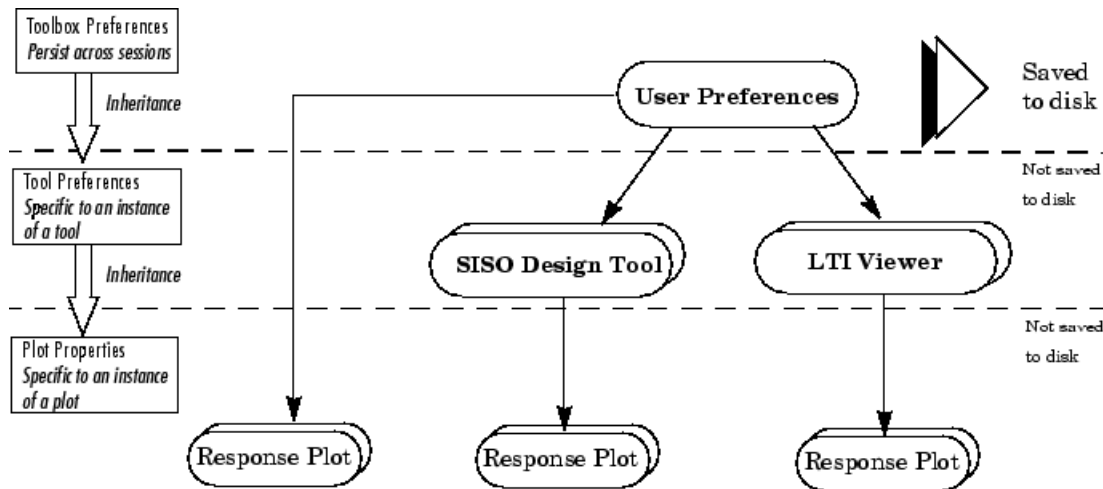 Toolbox Preferences
Persist across sessions
Inheritance
User Preferences
Saved
to disk
Tool Preferences
Specific to an instance
of a tool
Not saved
to disk
Inheritance
SISO Design Tool
LTI Viewer
Plot Properties
Specific to an instance
of a plot
Not saved
to disk
Response Plot
Response Plot
Response Plot